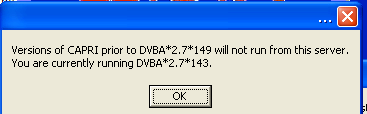 ...
Versions of CAPRI prior to DVBA*2.7*149 will not run from this server.
You are currently running DVBA*2.7*143.
OK